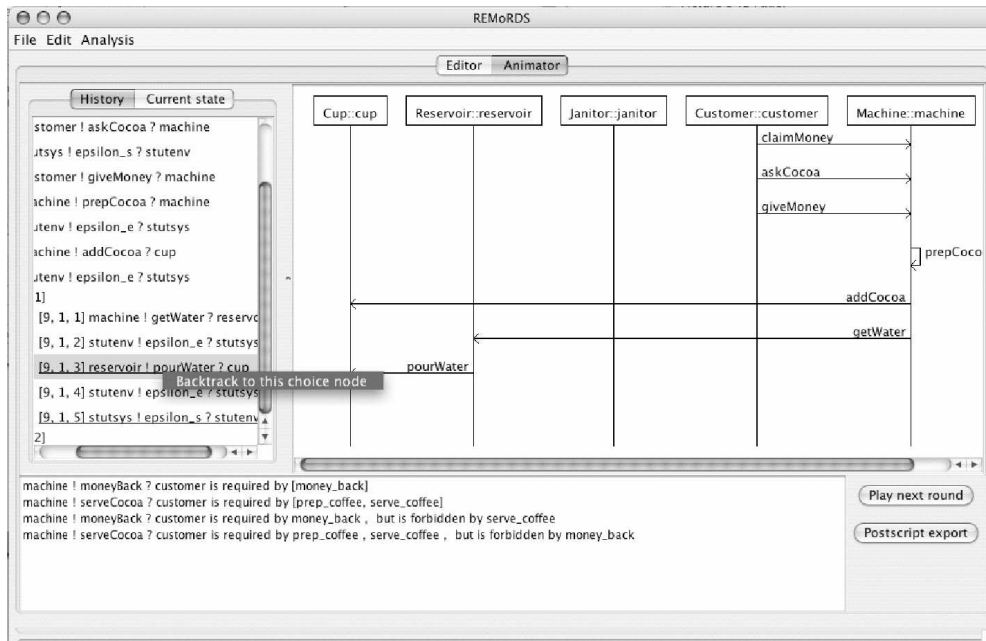 REMoRDS
File Edit Analysis
Editor Animator
History Current state
stomer ! askCocoa ? machine
utsys ! epsilon_s ? stutenv
stomer ! giveMoney ? machine
achine ! prepCocoa ? machine
utenv ! epsilon_e ? stutsys
achine ! addCocoa ? cup
utenv ! epsilon_e ? stutsys
1]
[9, 1, 1] machine ! getWater ? reservo
[9, 1, 2] stutenv ! epsilon_e ? stutsys
[9, 1, 3] reservoir ! pourWater ? cup
Backtrack to this choice node
[9, 1, 4] stutenv ! epsilon_e ? stutsys
[9, 1, 5] stutsys ! epsilon_s ? stutenv
2]
Cup::cup Reservoir::reservoir Janitor::janitor Customer::customer Machine::machine
claimMoney
askCocoa
giveMoney
prepCoco
addCocoa
getWater
pourWater
machine ! moneyBack ? customer is required by [money_back]
machine ! serveCocoa ? customer is required by [prep_coffee, serve_coffee]
machine ! moneyBack ? customer is required by money_back , but is forbidden by serve_coffee
machine ! serveCocoa ? customer is required by prep_coffee , serve_coffee , but is forbidden by money_back
Play next round
Postscript export